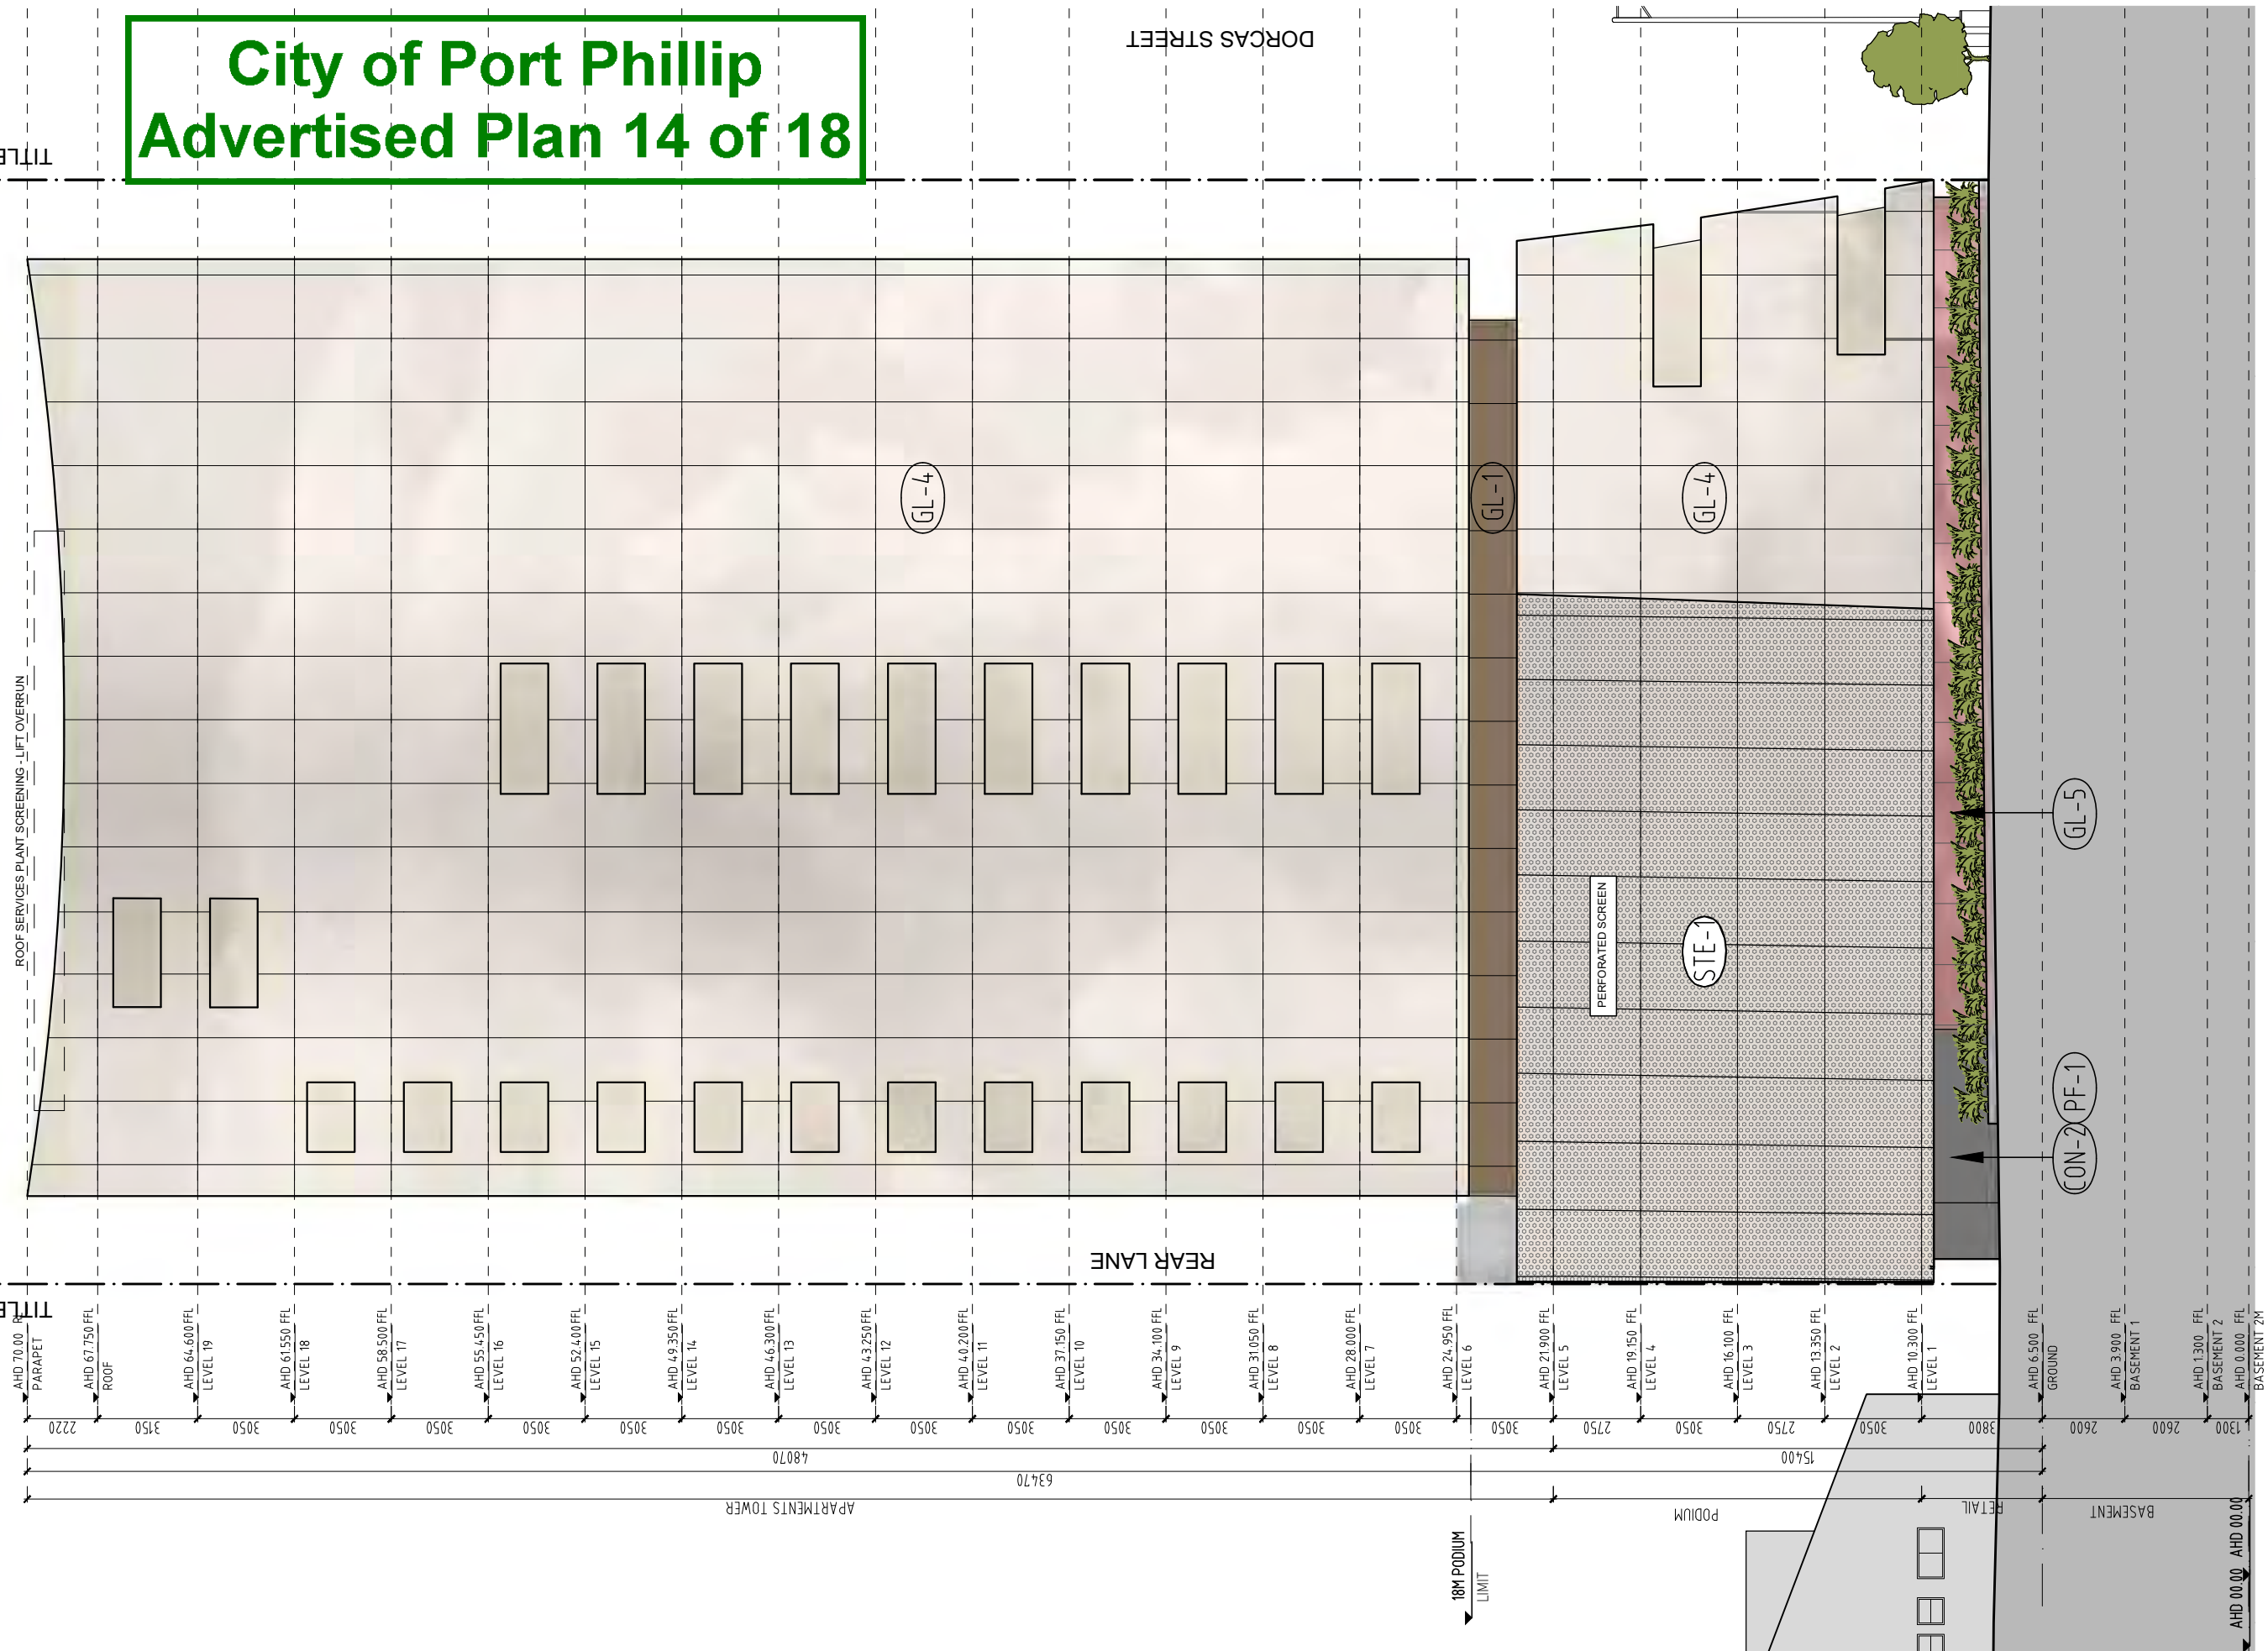 City of Port Phillip
Advertised Plan 14 of 18
DORCAS STREET
TITLE
ROOF SERVICES PLANT SCREENING - LIFT OVERRUN
GL-4
GL-1
GL-4
PERFORATED SCREEN
STE-1
GL-5
PF-1
CON-2
REAR LANE
TITLE
AHD 70.00 RL
PARAPET
AHD 67.750 FFL
ROOF
AHD 64.600 FFL
LEVEL 19
AHD 61.550 FFL
LEVEL 18
AHD 58.500 FFL
LEVEL 17
AHD 55.450 FFL
LEVEL 16
AHD 52.400 FFL
LEVEL 15
AHD 49.350 FFL
LEVEL 14
AHD 46.300 FFL
LEVEL 13
AHD 43.250 FFL
LEVEL 12
AHD 40.200 FFL
LEVEL 11
AHD 37.150 FFL
LEVEL 10
AHD 34.100 FFL
LEVEL 9
AHD 31.050 FFL
LEVEL 8
AHD 28.000 FFL
LEVEL 7
AHD 24.950 FFL
LEVEL 6
AHD 21.900 FFL
LEVEL 5
AHD 19.150 FFL
LEVEL 4
AHD 16.100 FFL
LEVEL 3
AHD 13.350 FFL
LEVEL 2
AHD 10.300 FFL
LEVEL 1
AHD 6.500 FFL
GROUND
AHD 3.900 FFL
BASEMENT 1
AHD 1.300 FFL
BASEMENT 2
AHD 0.000 FFL
BASEMENT 2M
2220
3150
3050
3050
3050
3050
3050
3050
3050
3050
3050
3050
3050
3050
3050
3050
2750
3050
2750
3050
3800
2600
2600
1300
48070
15400
63470
APARTMENTS TOWER
PODIUM
RETAIL
BASEMENT
18M PODIUM
LIMIT
AHD 00.00
AHD 00.00